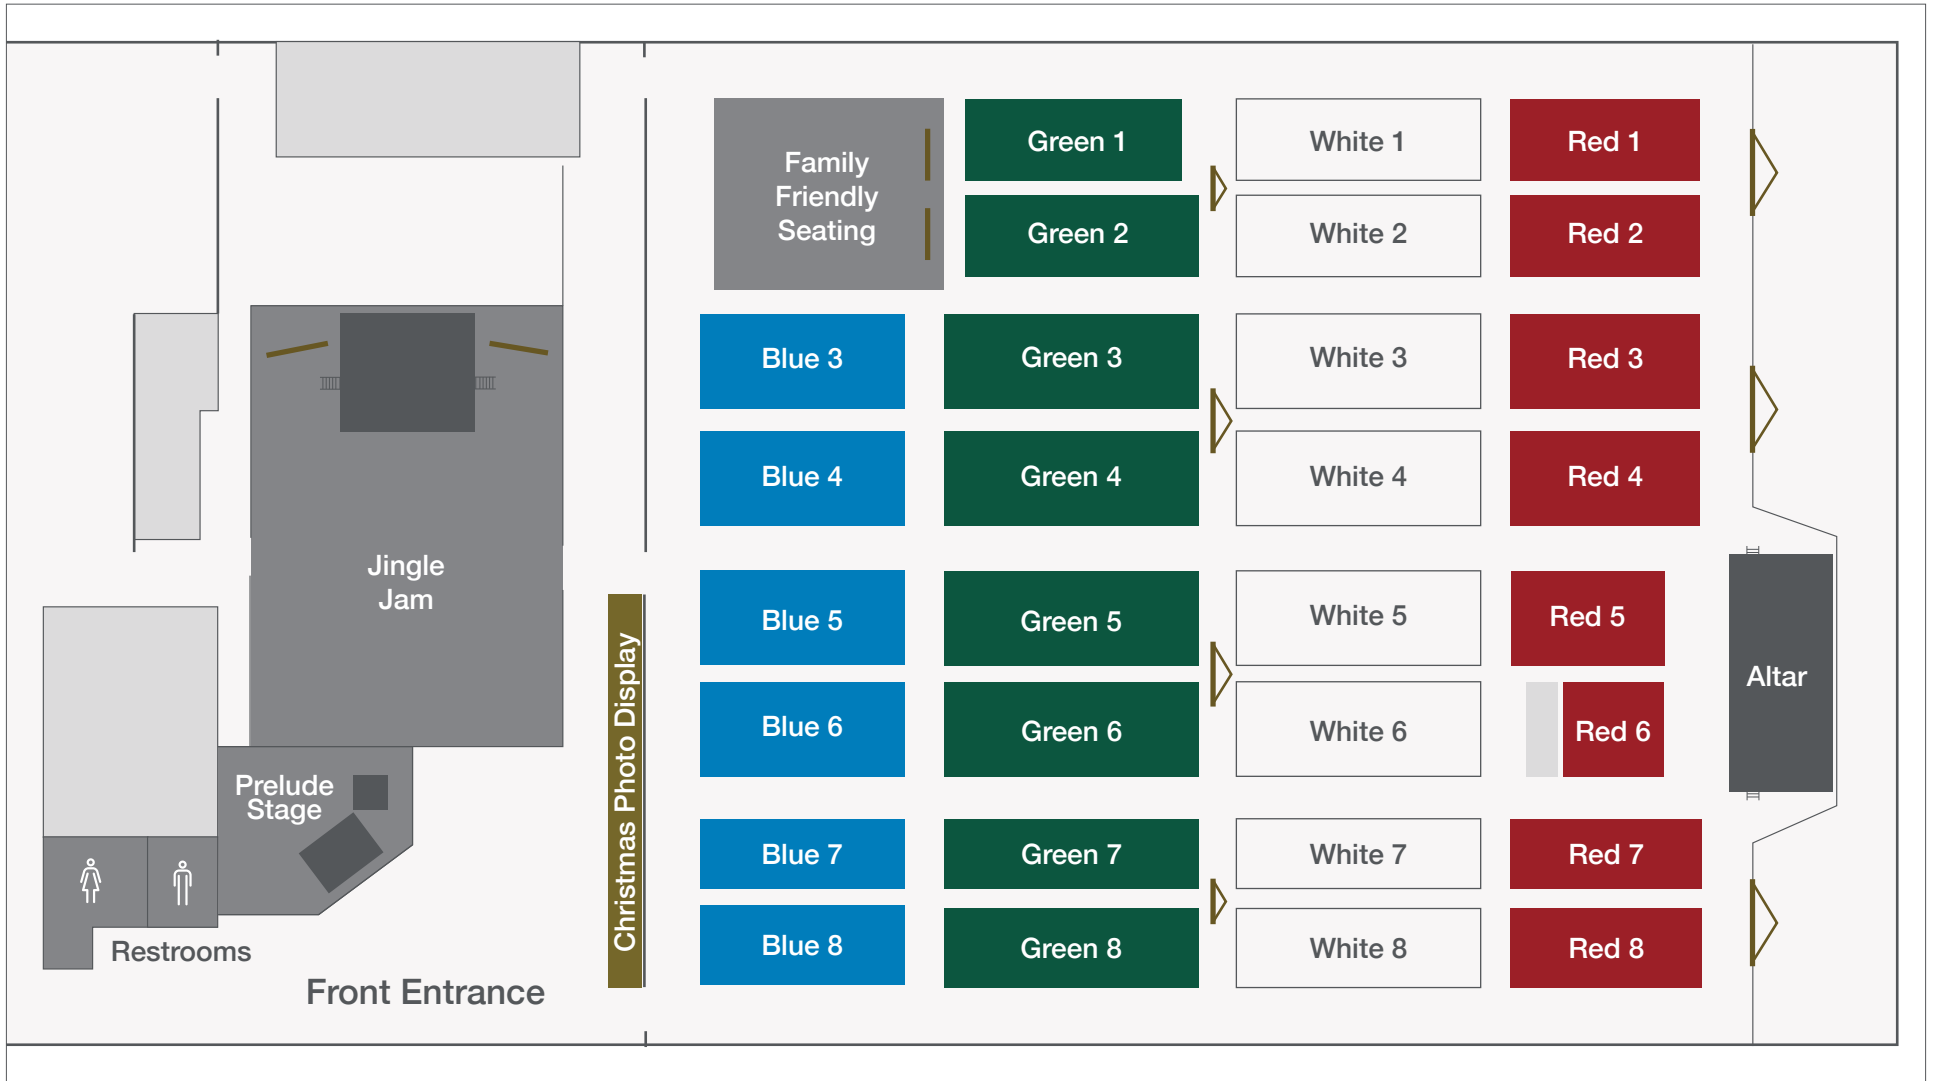 Family
Friendly
Seating
Green 1
White 1
Red 1
Green 2
White 2
Red 2
Blue 3
Green 3
White 3
Red 3
Blue 4
Green 4
White 4
Red 4
Jingle
Jam
Blue 5
Green 5
White 5
Red 5
Christmas Photo Display
Altar
Blue 6
Green 6
White 6
Red 6
Prelude
Stage
Blue 7
Green 7
White 7
Red 7
Restrooms
Blue 8
Green 8
White 8
Red 8
Front Entrance